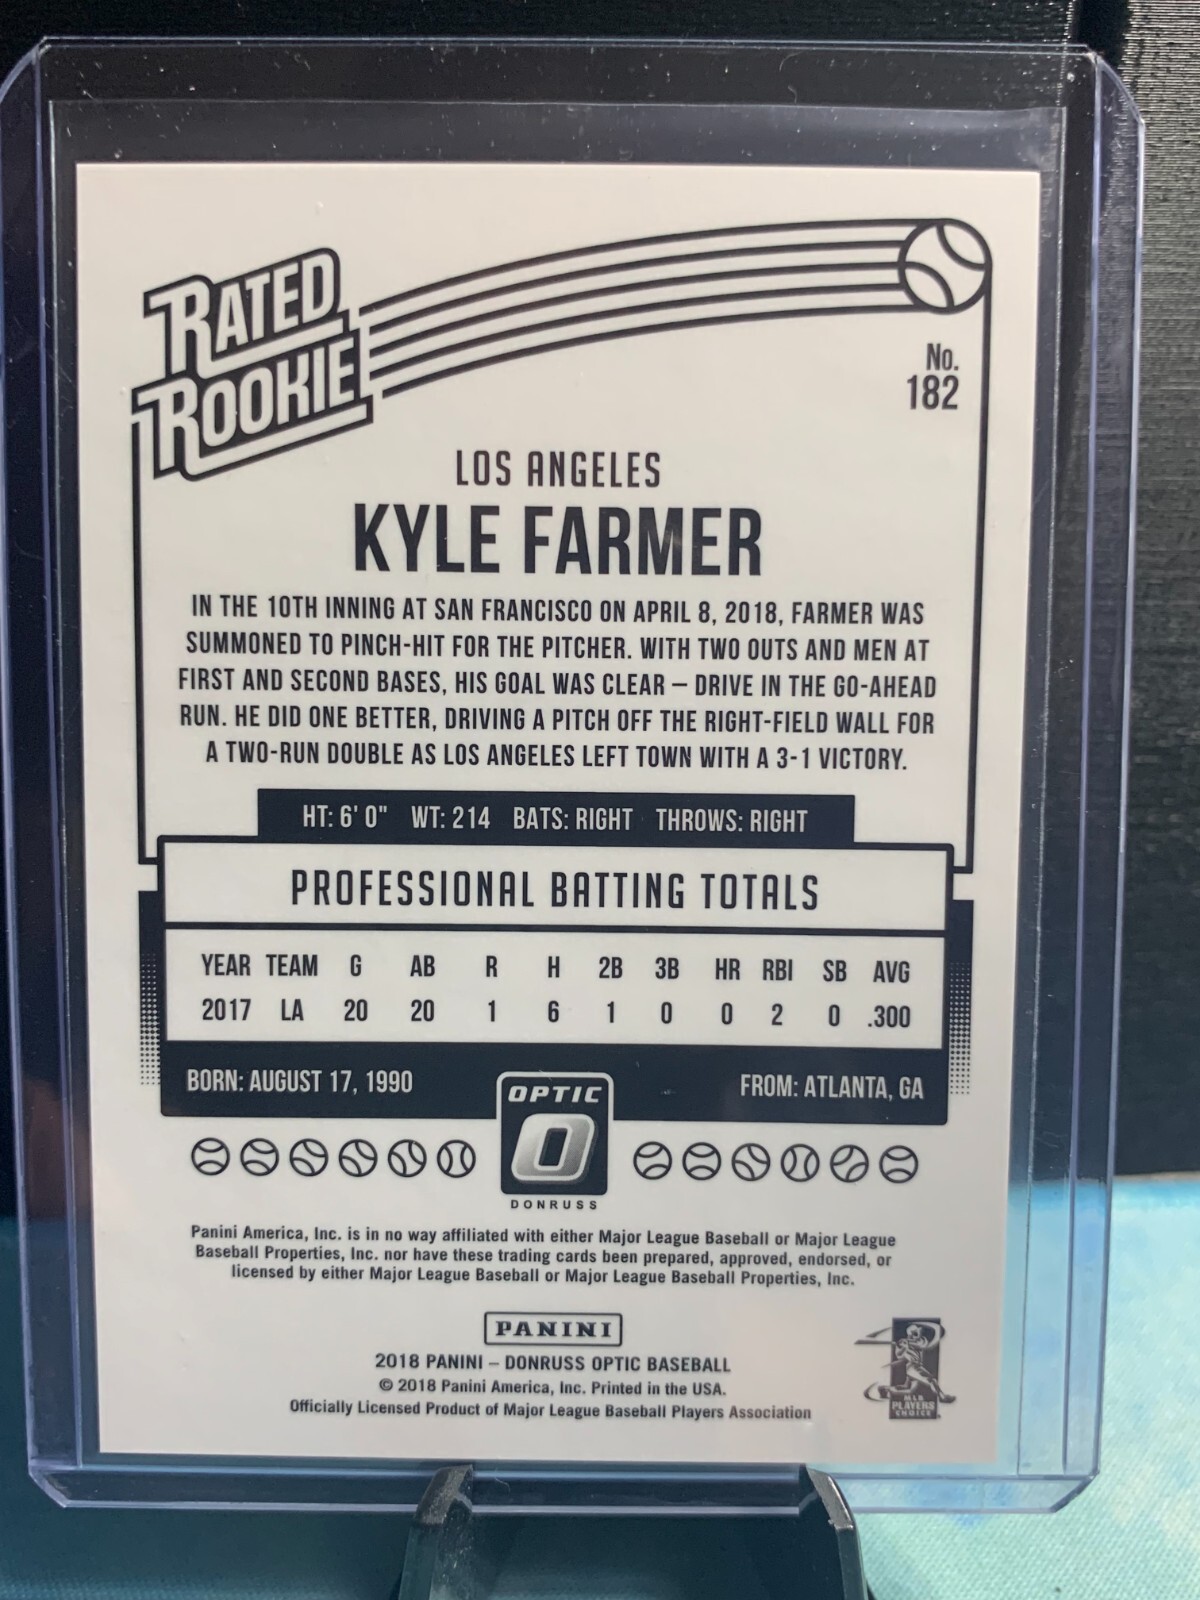 RATED
ROOKIE
No.
182
LOS ANGELES
KYLE FARMER
IN THE 10TH INNING AT SAN FRANCISCO ON APRIL 8, 2018, FARMER WAS
SUMMONED TO PINCH-HIT FOR THE PITCHER. WITH TWO OUTS AND MEN AT
FIRST AND SECOND BASES, HIS GOAL WAS CLEAR – DRIVE IN THE GO-AHEAD
RUN. HE DID ONE BETTER, DRIVING A PITCH OFF THE RIGHT-FIELD WALL FOR
A TWO-RUN DOUBLE AS LOS ANGELES LEFT TOWN WITH A 3-1 VICTORY.
HT: 6' 0" WT: 214 BATS: RIGHT THROWS: RIGHT
PROFESSIONAL BATTING TOTALS
YEAR TEAM G AB R H 2B 3B HR RBI SB AVG
2017 LA 20 20 1 6 1 0 0 2 0 .300
BORN: AUGUST 17, 1990
FROM: ATLANTA, GA
OPTIC
O
DONRUSS
Panini America, Inc. is in no way affiliated with either Major League Baseball or Major League
Baseball Properties, Inc. nor have these trading cards been prepared, approved, endorsed, or
licensed by either Major League Baseball or Major League Baseball Properties, Inc.
PANINI
2018 PANINI – DONRUSS OPTIC BASEBALL
© 2018 Panini America, Inc. Printed in the USA.
Officially Licensed Product of Major League Baseball Players Association
MLB
PLAYERS
CHOICE